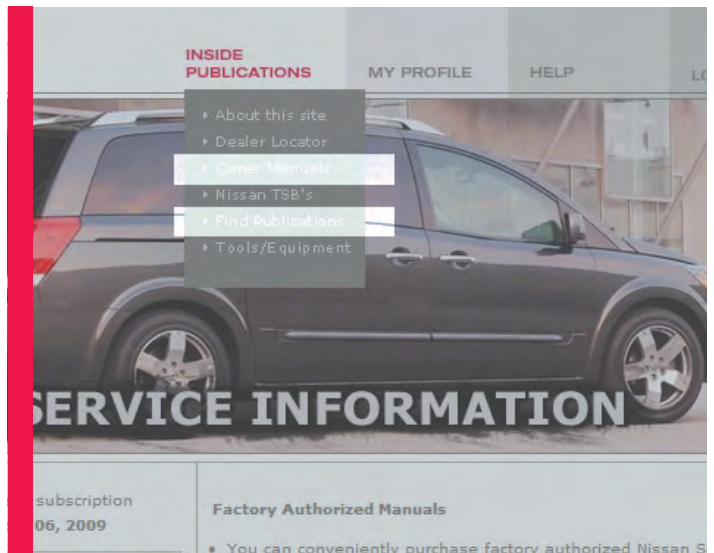 INSIDE
PUBLICATIONS
MY PROFILE
HELP
About this site
Dealer Locator
Owner Manuals
Nissan TSB's
Find Publications
Tools/Equipment
SERVICE INFORMATION
subscription
06, 2009
Factory Authorized Manuals
• You can conveniently purchase factory authorized Nissan S